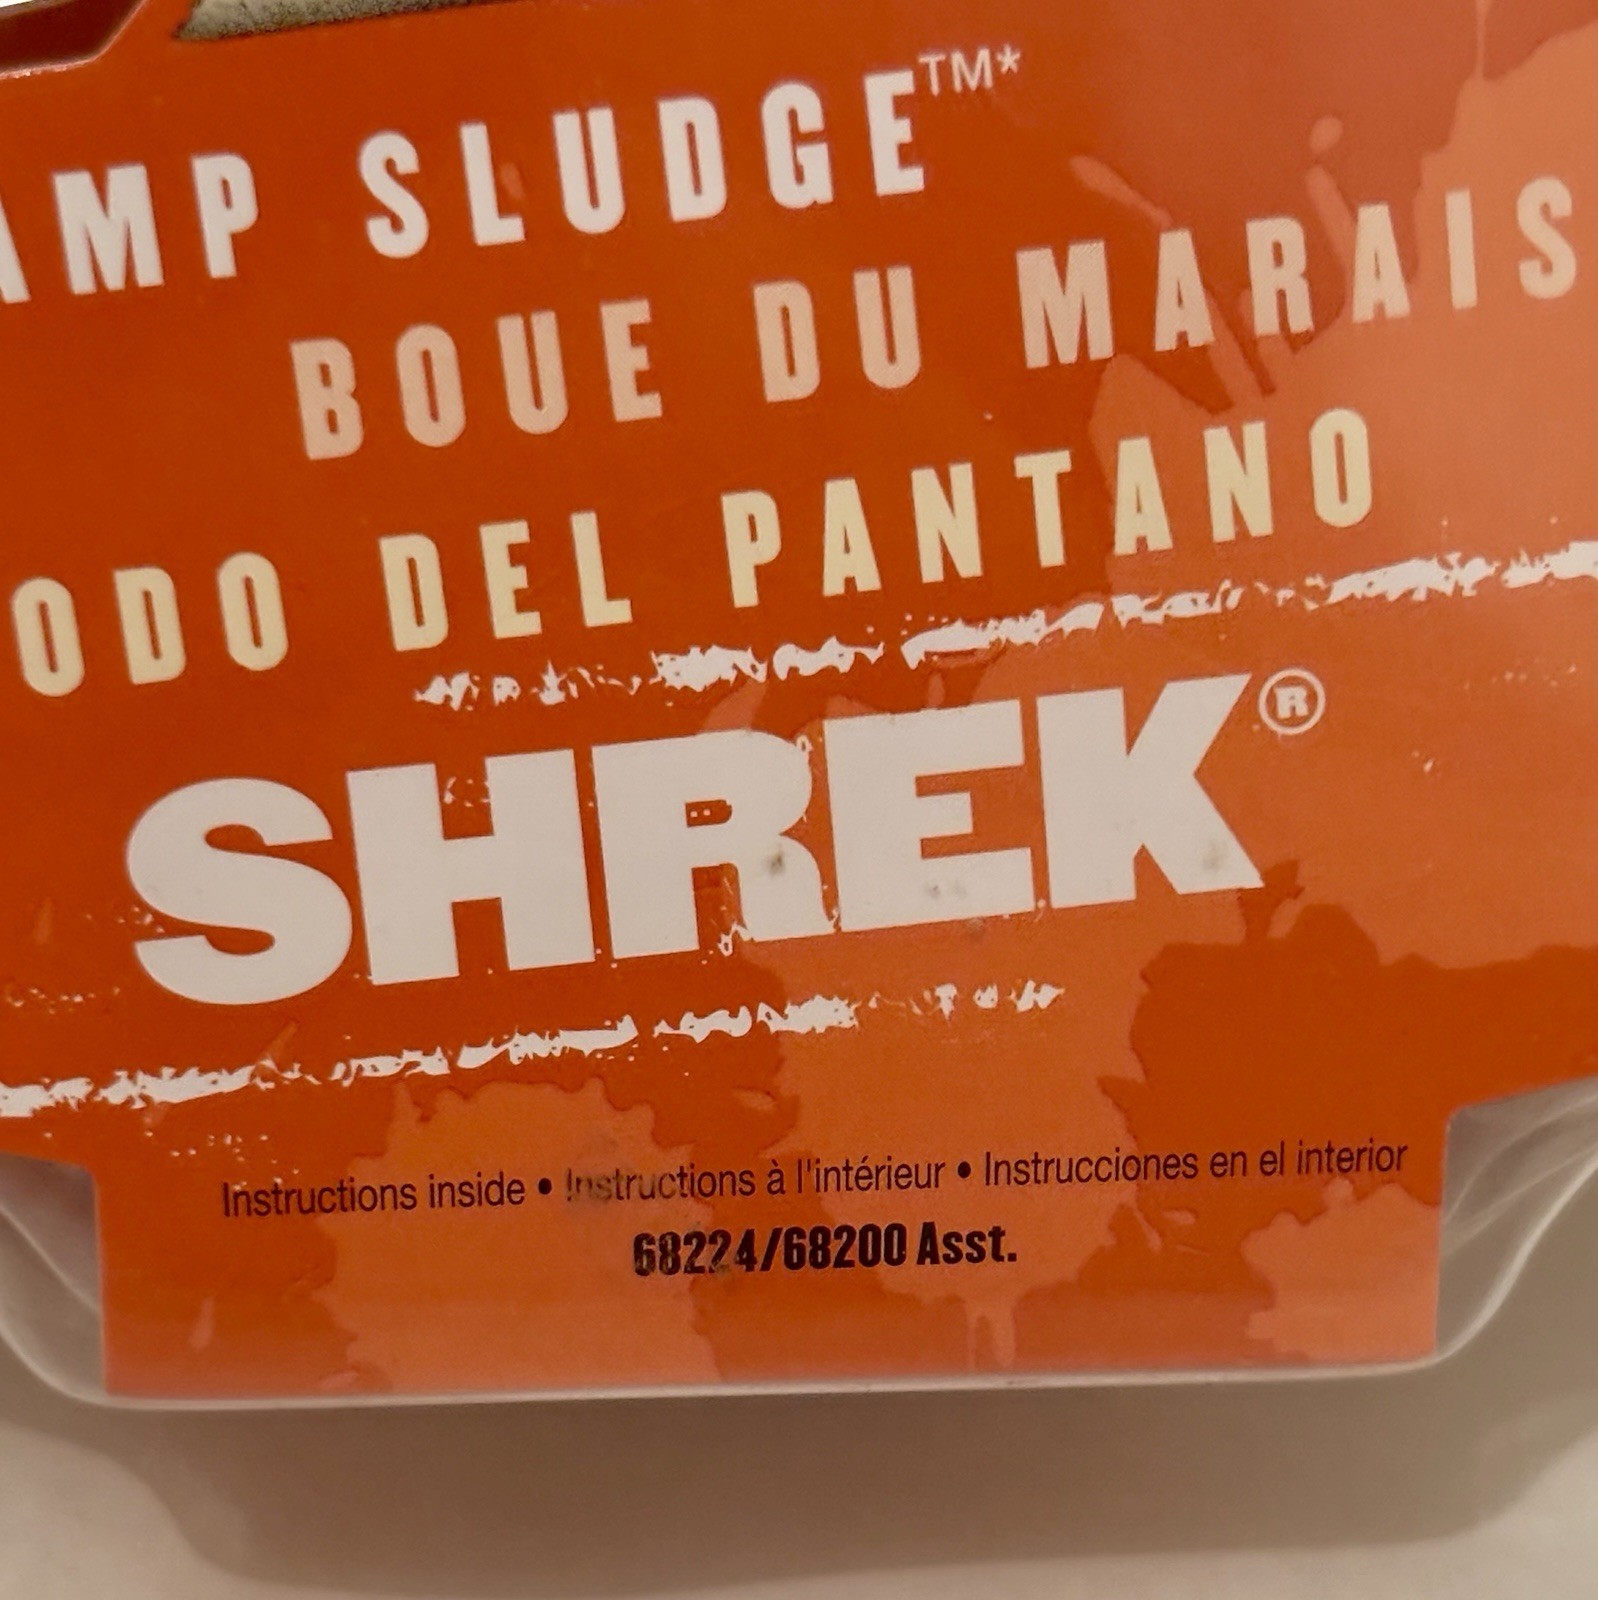 AMP SLUDGE™*
BOUE DU MARAIS
ODO DEL PANTANO
SHREK®
Instructions inside • Instructions à l'intérieur • Instrucciones en el interior
68224/68200 Asst.